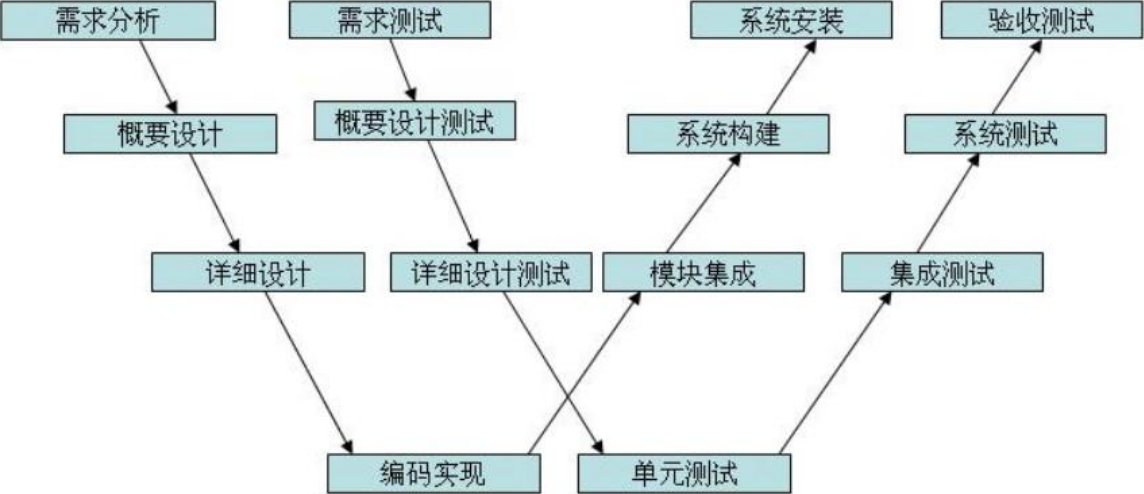 需求分析
需求测试
系统安装
验收测试
概要设计
概要设计测试
系统构建
系统测试
详细设计
详细设计测试
模块集成
集成测试
编码实现
单元测试